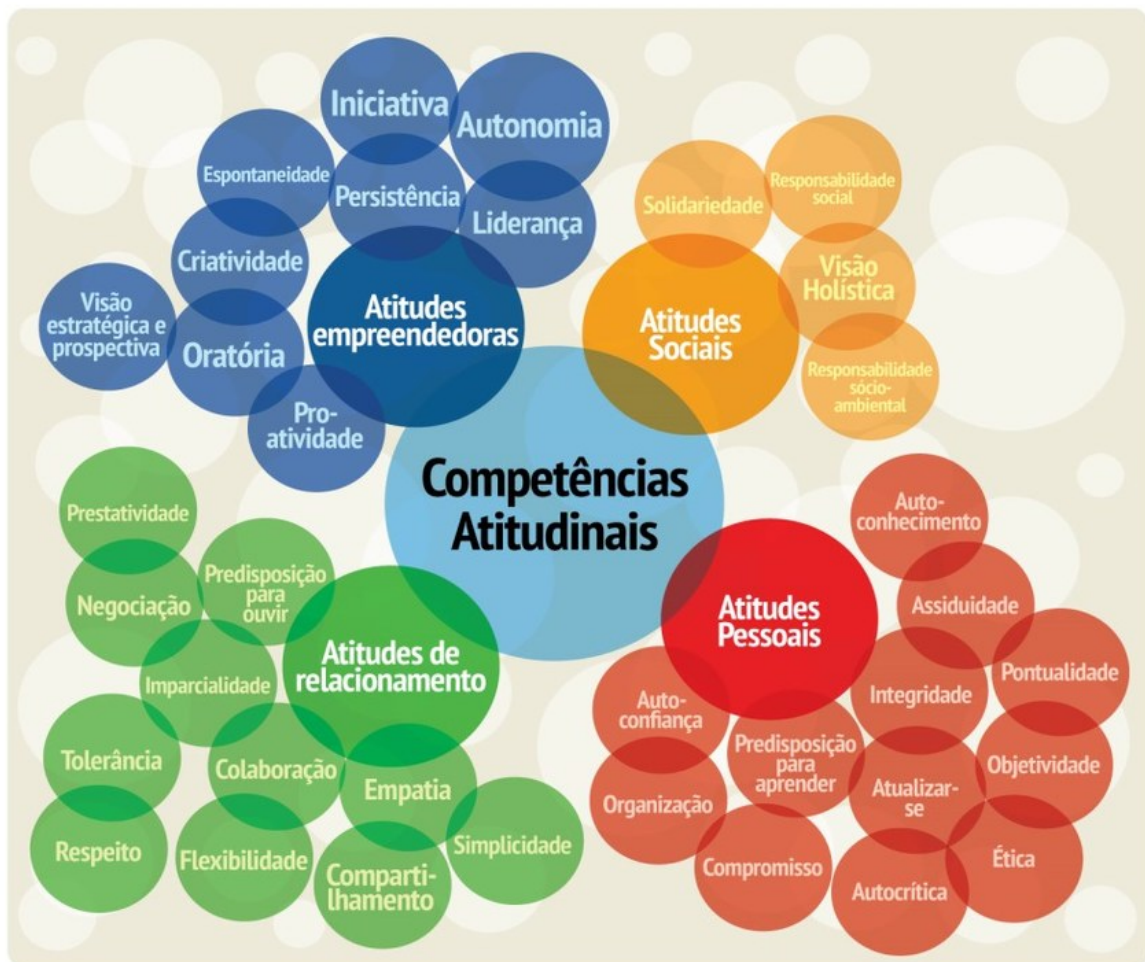 Competências
Atitudinais
Atitudes
empreendedoras
Iniciativa
Autonomia
Espontaneidade
Persistência
Liderança
Criatividade
Visão
estratégica e
prospectiva
Oratória
Pro-
atividade
Atitudes
Sociais
Solidariedade
Responsabilidade
social
Visão
Holística
Responsabilidade
sócio-
ambiental
Atitudes de
relacionamento
Prestatividade
Negociação
Predisposição
para
ouvir
Imparcialidade
Tolerância
Colaboração
Empatia
Respeito
Flexibilidade
Comparti-
lhamento
Simplicidade
Atitudes
Pessoais
Auto-
conhecimento
Assiduidade
Pontualidade
Integridade
Auto-
confiança
Predisposição
para
aprender
Objetividade
Organização
Atualizar-
se
Compromisso
Ética
Autocrítica